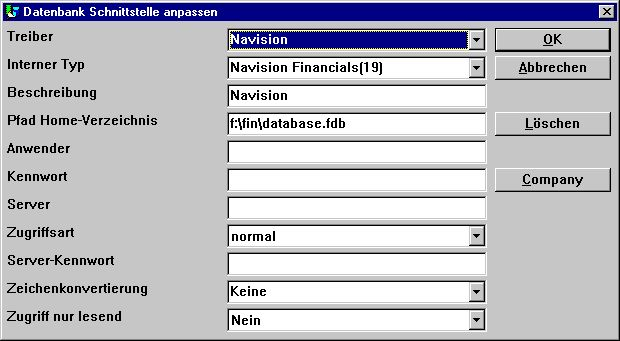 Datenbank Schnittstelle anpassen
Treiber Navision OK
Interner Typ Navision Financials(19) Abbrechen
Beschreibung Navision
Pfad Home-Verzeichnis f:\fin\database.fdb Löschen
Anwender
Kennwort Company
Server
Zugriffsart normal
Server-Kennwort
Zeichenkonvertierung Keine
Zugriff nur lesend Nein